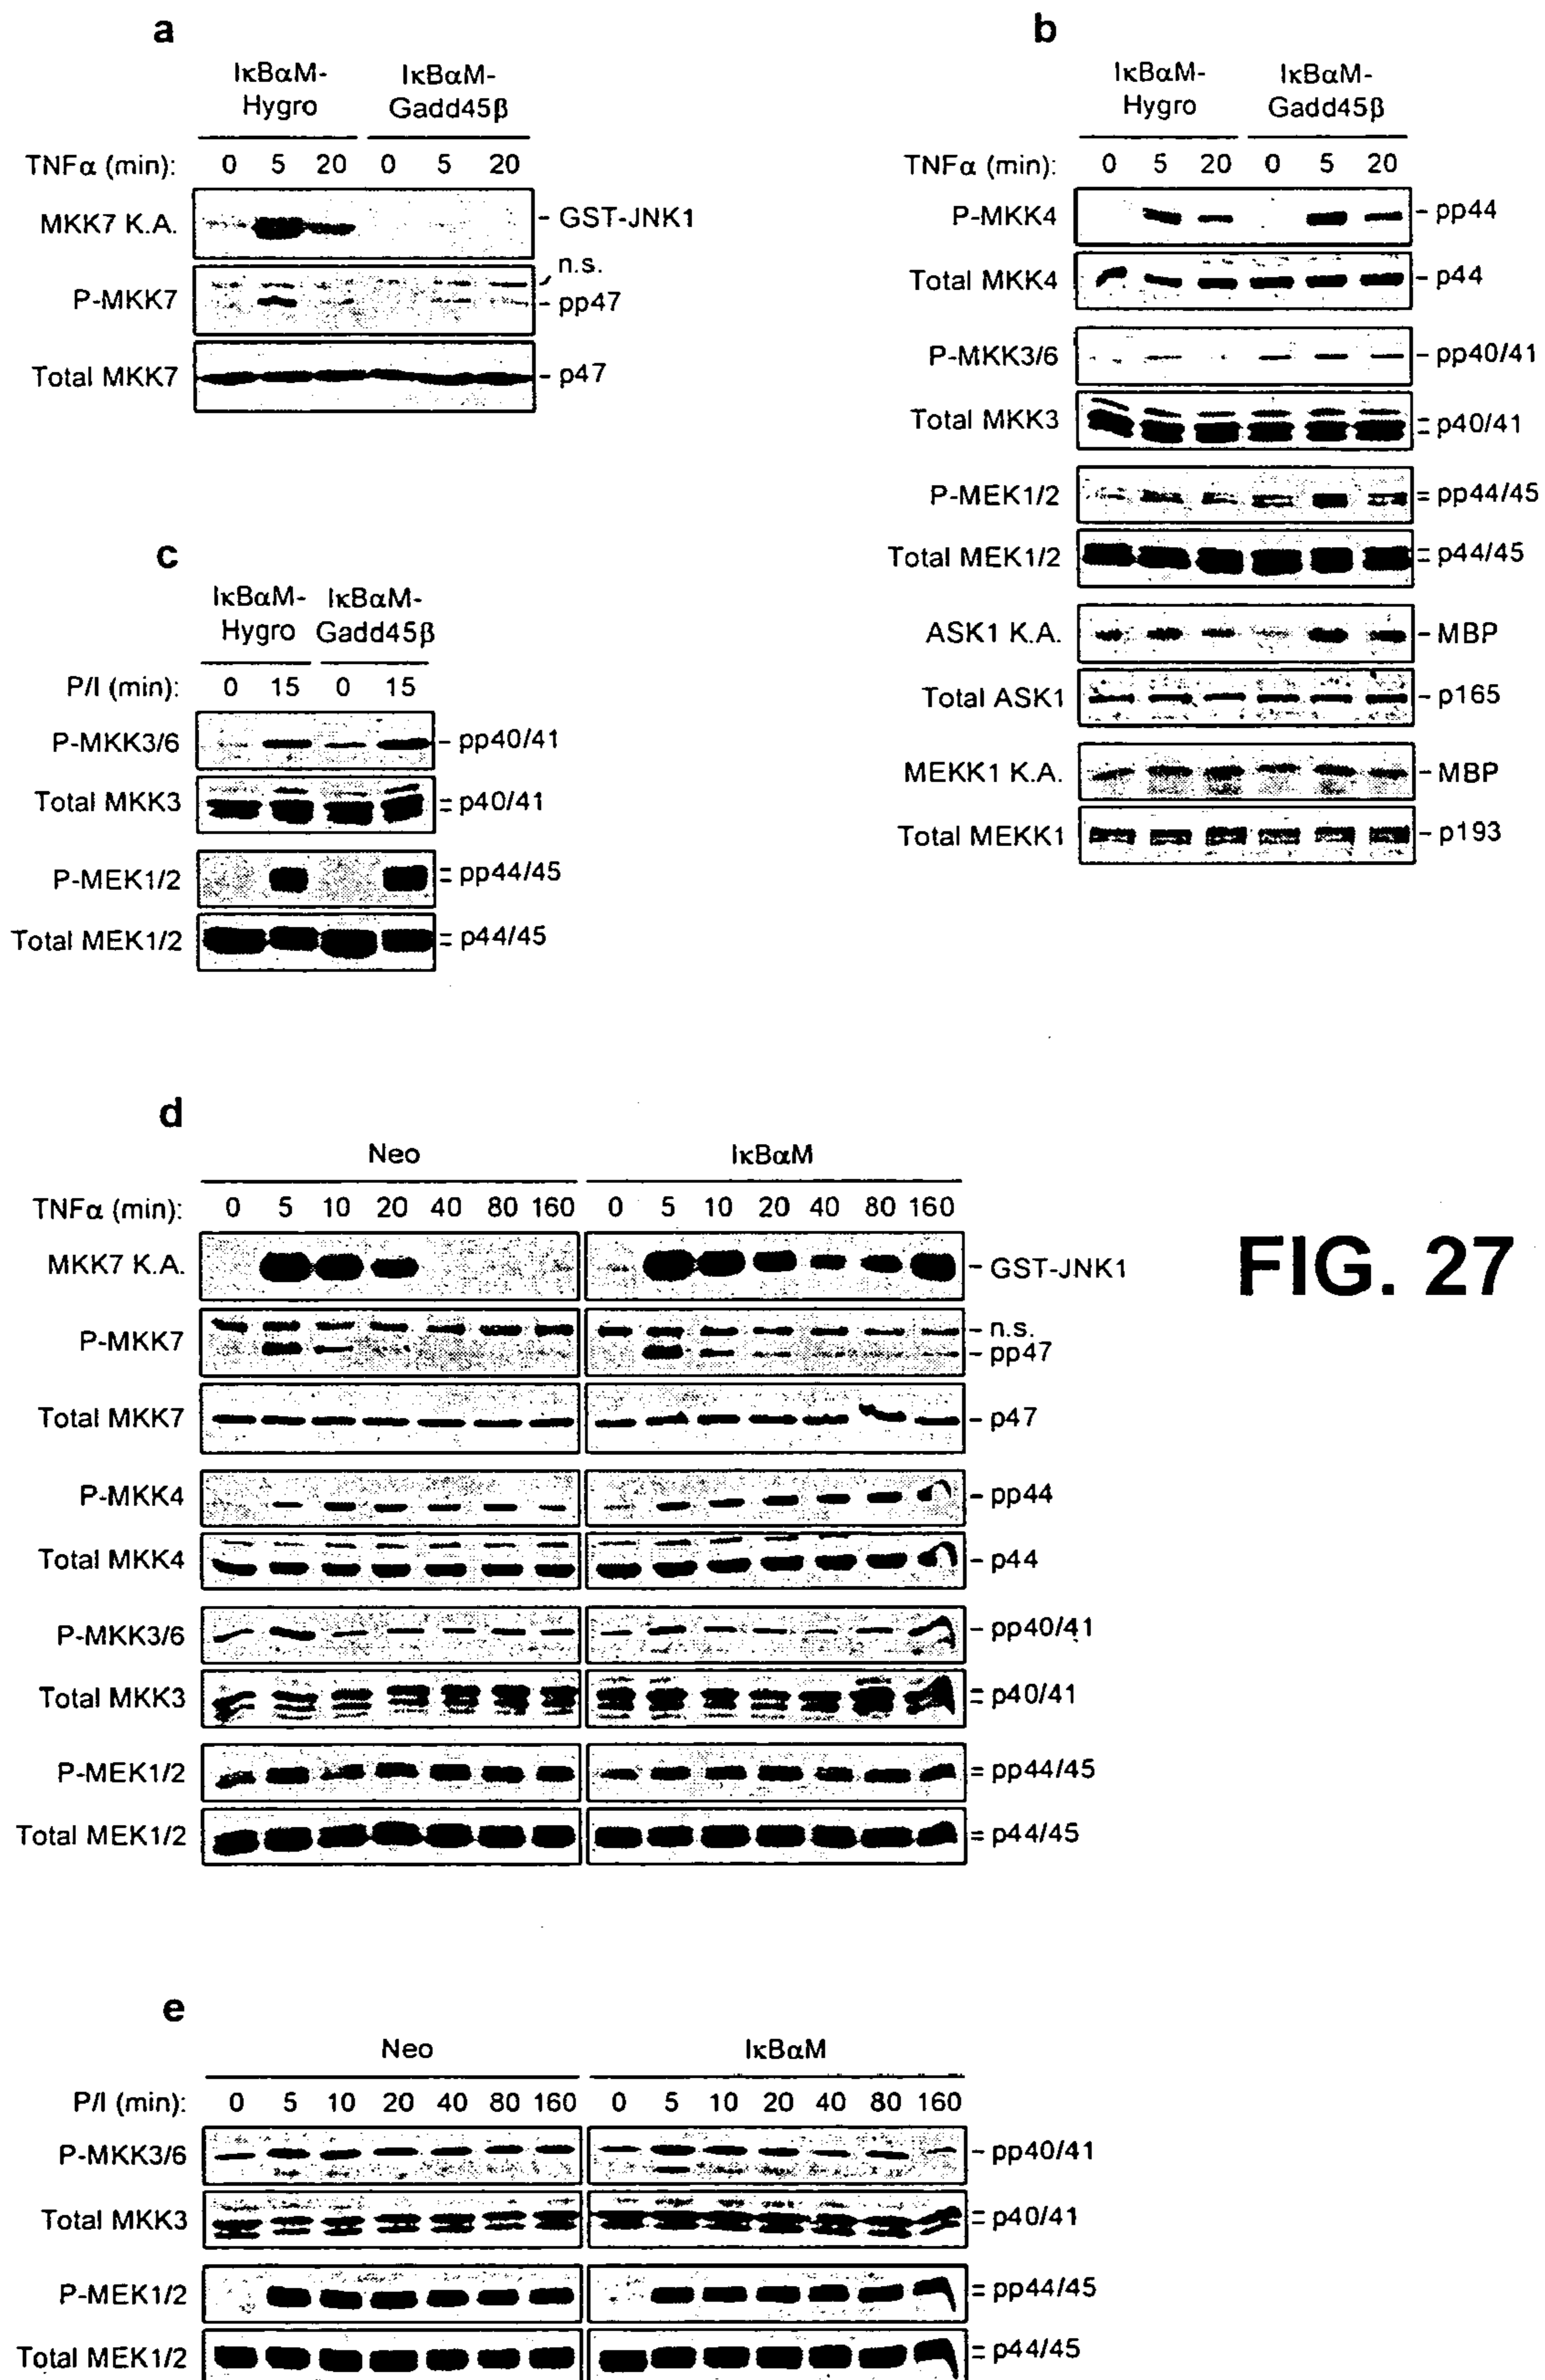 a
IκBαM- IκBαM-
Hygro Gadd45β
TNFα (min): 0 5 20 0 5 20
MKK7 K.A. GST-JNK1
n.s.
P-MKK7 pp47
Total MKK7 p47
b
IκBαM- IκBαM-
Hygro Gadd45β
TNFα (min): 0 5 20 0 5 20
P-MKK4 pp44
Total MKK4 p44
P-MKK3/6 pp40/41
Total MKK3 p40/41
P-MEK1/2 pp44/45
Total MEK1/2 p44/45
ASK1 K.A. MBP
Total ASK1 p165
MEKK1 K.A. MBP
Total MEKK1 p193
c
IκBαM- IκBαM-
Hygro Gadd45β
P/I (min): 0 15 0 15
P-MKK3/6 pp40/41
Total MKK3 p40/41
P-MEK1/2 pp44/45
Total MEK1/2 p44/45
d
Neo IκBαM
TNFα (min): 0 5 10 20 40 80 160 0 5 10 20 40 80 160
MKK7 K.A. GST-JNK1
n.s.
P-MKK7 pp47
Total MKK7 p47
P-MKK4 pp44
Total MKK4 p44
P-MKK3/6 pp40/41
Total MKK3 p40/41
P-MEK1/2 pp44/45
Total MEK1/2 p44/45
FIG. 27
e
Neo IκBαM
P/I (min): 0 5 10 20 40 80 160 0 5 10 20 40 80 160
P-MKK3/6 pp40/41
Total MKK3 p40/41
P-MEK1/2 pp44/45
Total MEK1/2 p44/45